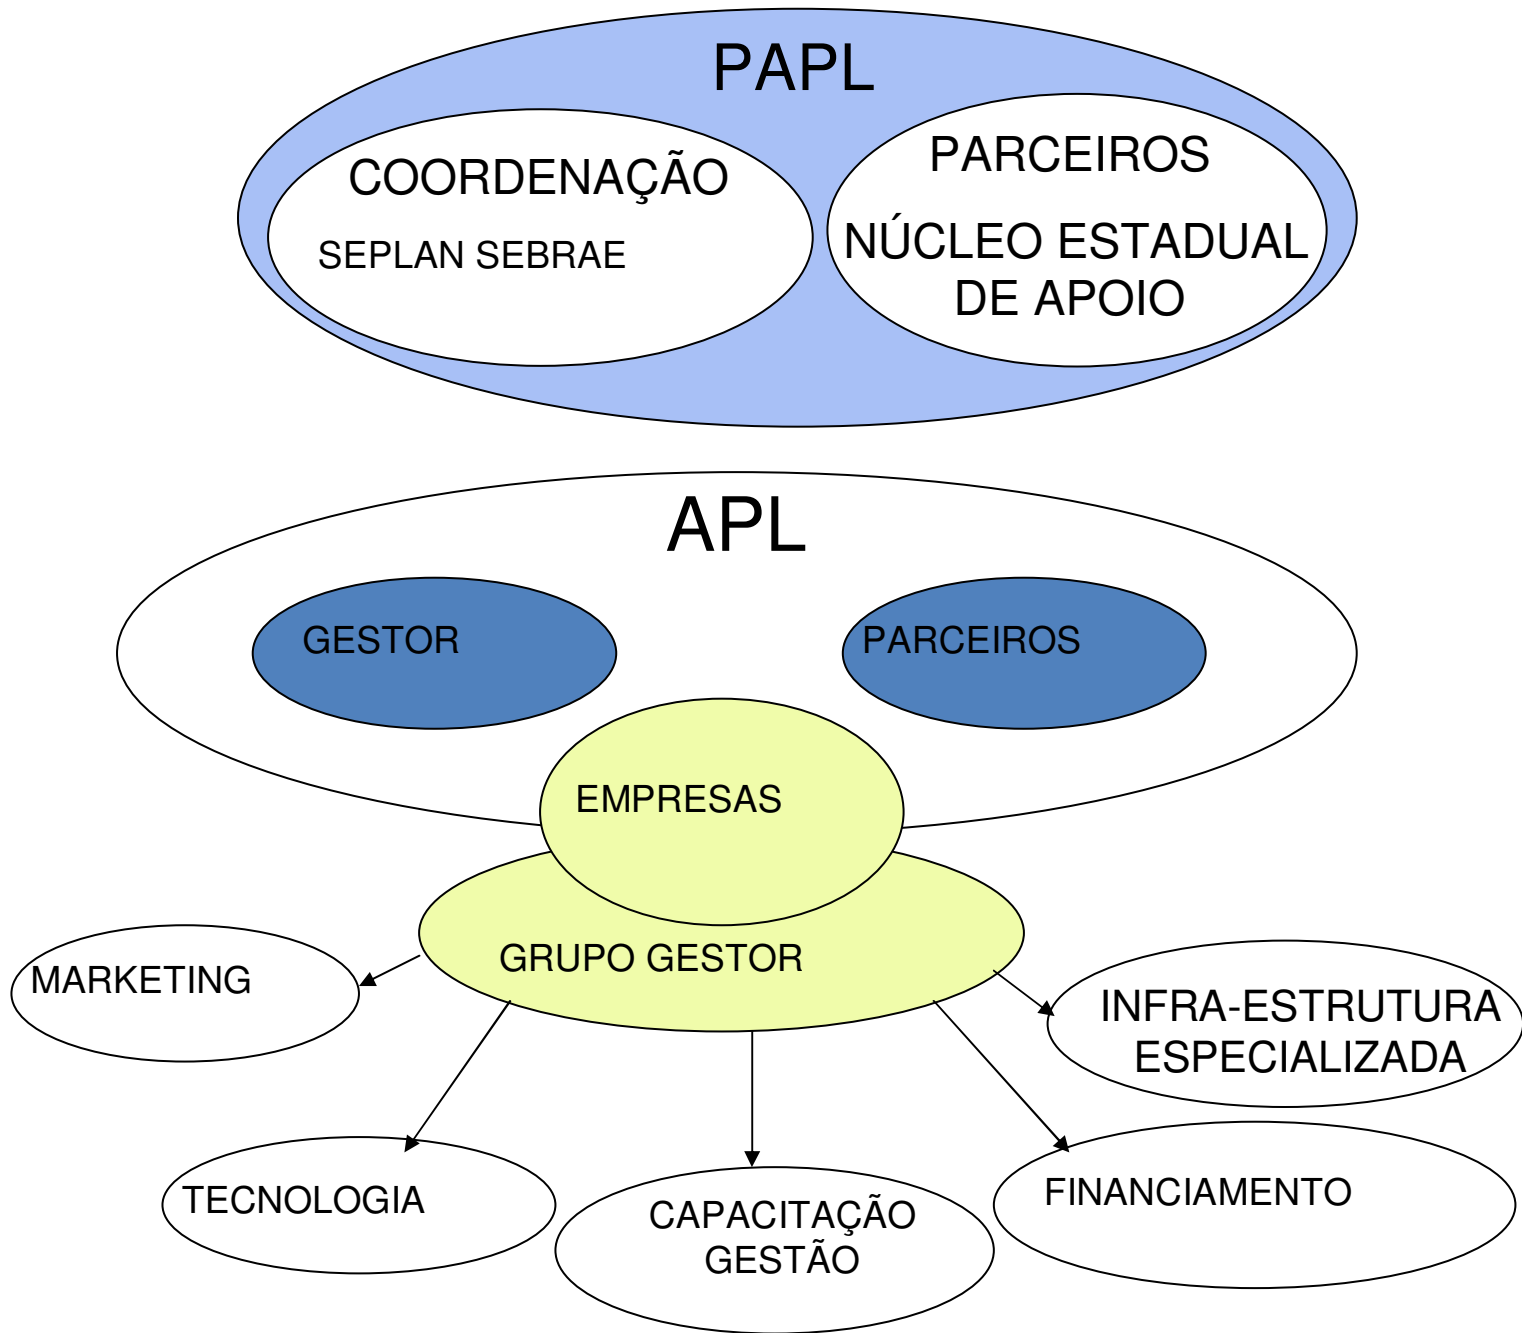 PAPL
COORDENAÇÃO
SEPLAN SEBRAE
PARCEIROS
NÚCLEO ESTADUAL
DE APOIO
APL
GESTOR
PARCEIROS
EMPRESAS
GRUPO GESTOR
MARKETING
INFRA-ESTRUTURA
ESPECIALIZADA
TECNOLOGIA
CAPACITAÇÃO
GESTÃO
FINANCIAMENTO